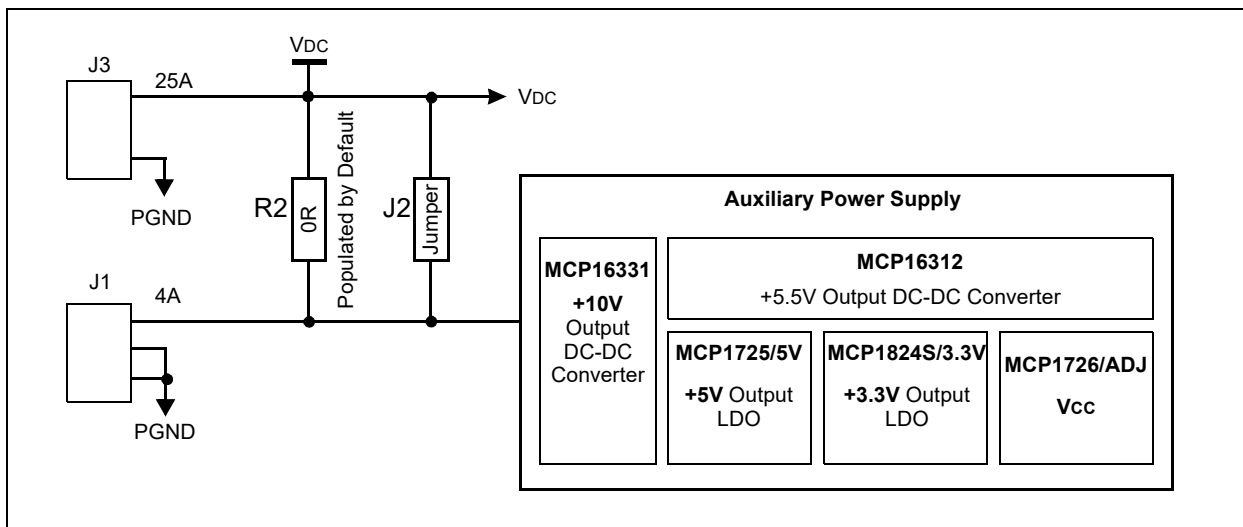 VDC
J3
25A
VDC
PGND
R2
0R
Populated by Default
J2
Jumper
J1
4A
PGND
Auxiliary Power Supply
MCP16331
+10V
Output
DC-DC
Converter
MCP16312
+5.5V Output DC-DC Converter
MCP1725/5V
+5V Output
LDO
MCP1824S/3.3V
+3.3V Output
LDO
MCP1726/ADJ
VCC